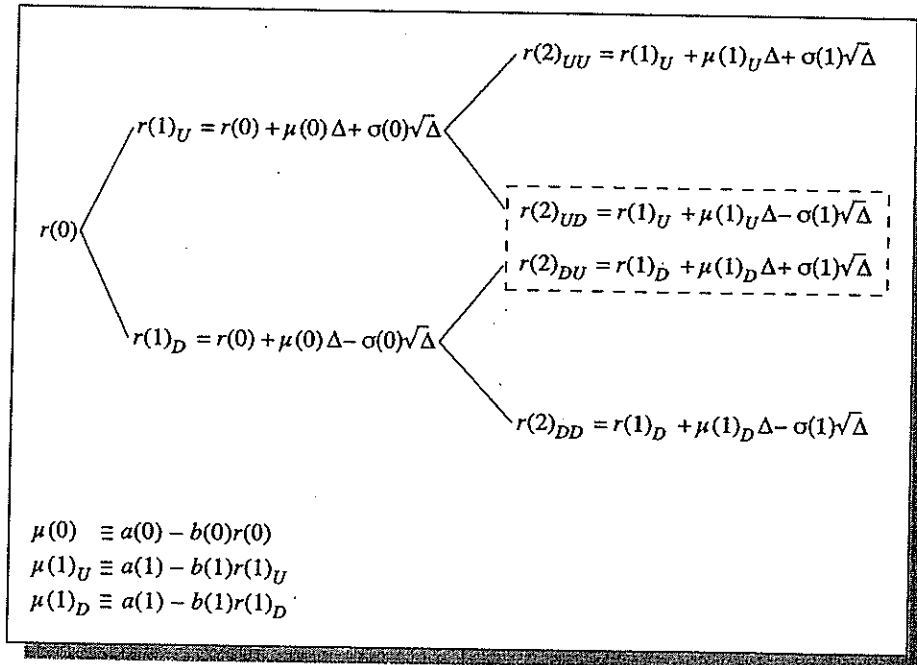 r(2)_UU = r(1)_U + μ(1)_U Δ + σ(1)√Δ
r(1)_U = r(0) + μ(0) Δ + σ(0)√Δ
r(2)_UD = r(1)_U + μ(1)_U Δ − σ(1)√Δ
r(0)
r(2)_DU = r(1)_D + μ(1)_D Δ + σ(1)√Δ
r(1)_D = r(0) + μ(0) Δ − σ(0)√Δ
r(2)_DD = r(1)_D + μ(1)_D Δ − σ(1)√Δ
μ(0) ≡ a(0) − b(0)r(0)
μ(1)_U ≡ a(1) − b(1)r(1)_U
μ(1)_D ≡ a(1) − b(1)r(1)_D